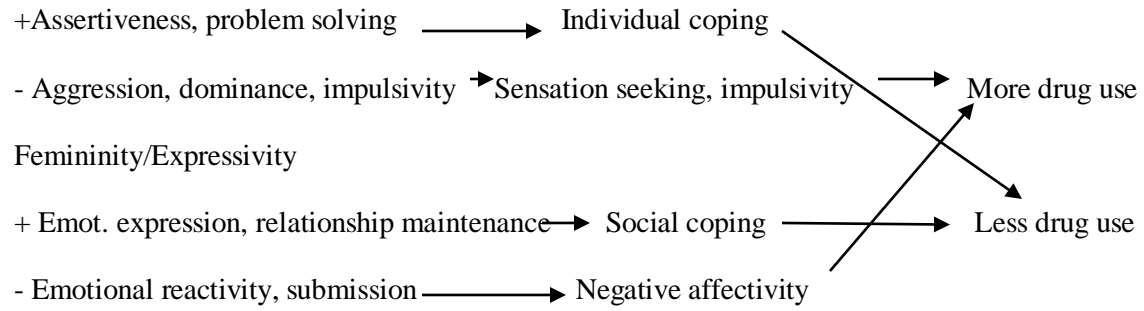 +Assertiveness, problem solving Individual coping
- Aggression, dominance, impulsivity Sensation seeking, impulsivity More drug use
Femininity/Expressivity
+ Emot. expression, relationship maintenance Social coping Less drug use
- Emotional reactivity, submission Negative affectivity